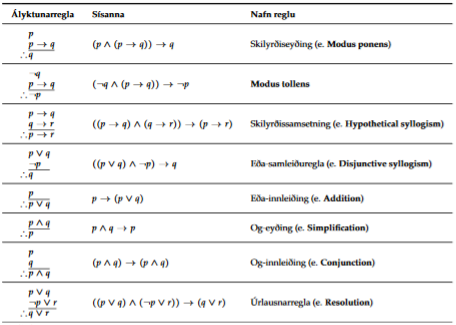 Ályktunarregla Sísanna Nafn reglu
p
p → q
∴ q
(p ∧ (p → q)) → q
Skilyrðiseyðing (e. Modus ponens)
¬q
p → q
∴ ¬p
(¬q ∧ (p → q)) → ¬p
Modus tollens
p → q
q → r
∴ p → r
((p → q) ∧ (q → r)) → (p → r)
Skilyrðissamsetning (e. Hypothetical syllogism)
p ∨ q
¬p
∴ q
((p ∨ q) ∧ ¬p) → q
Eða-samleiðuregla (e. Disjunctive syllogism)
p
∴ p ∨ q
p → (p ∨ q)
Eða-innleiðing (e. Addition)
p ∧ q
∴ p
p ∧ q → p
Og-eyðing (e. Simplification)
p
q
∴ p ∧ q
(p ∧ q) → (p ∧ q)
Og-innleiðing (e. Conjunction)
p ∨ q
¬p ∨ r
∴ q ∨ r
((p ∨ q) ∧ (¬p ∨ r)) → (q ∨ r)
Úrlausnarregla (e. Resolution)